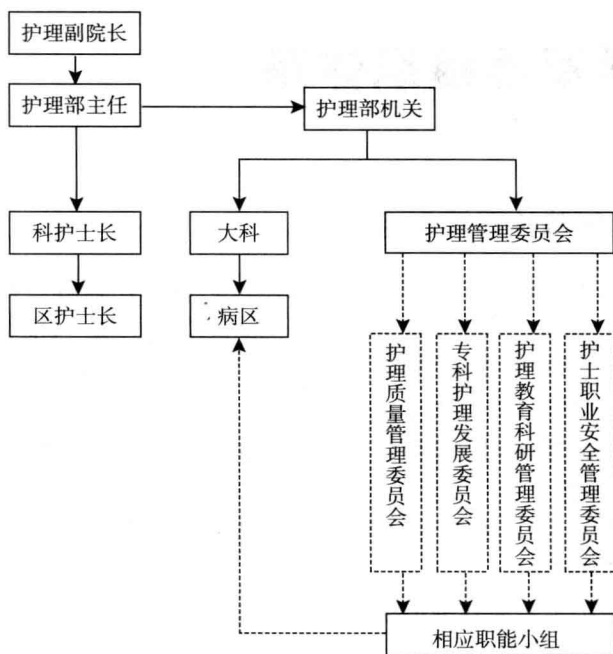 护理副院长
护理部主任
护理部机关
科护士长
大科
护理管理委员会
区护士长
病区
护理质量管理委员会
专科护理发展委员会
护理教育科研管理委员会
护士职业安全管理委员会
相应职能小组